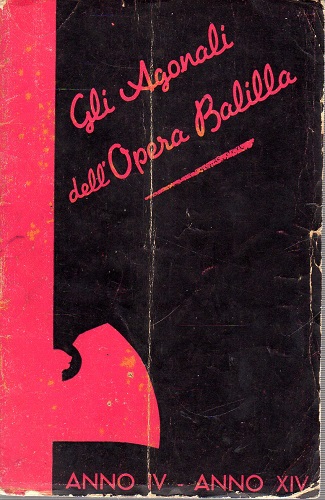 Gli Agonali
dell'Opera Balilla
ANNO IV - ANNO XIV